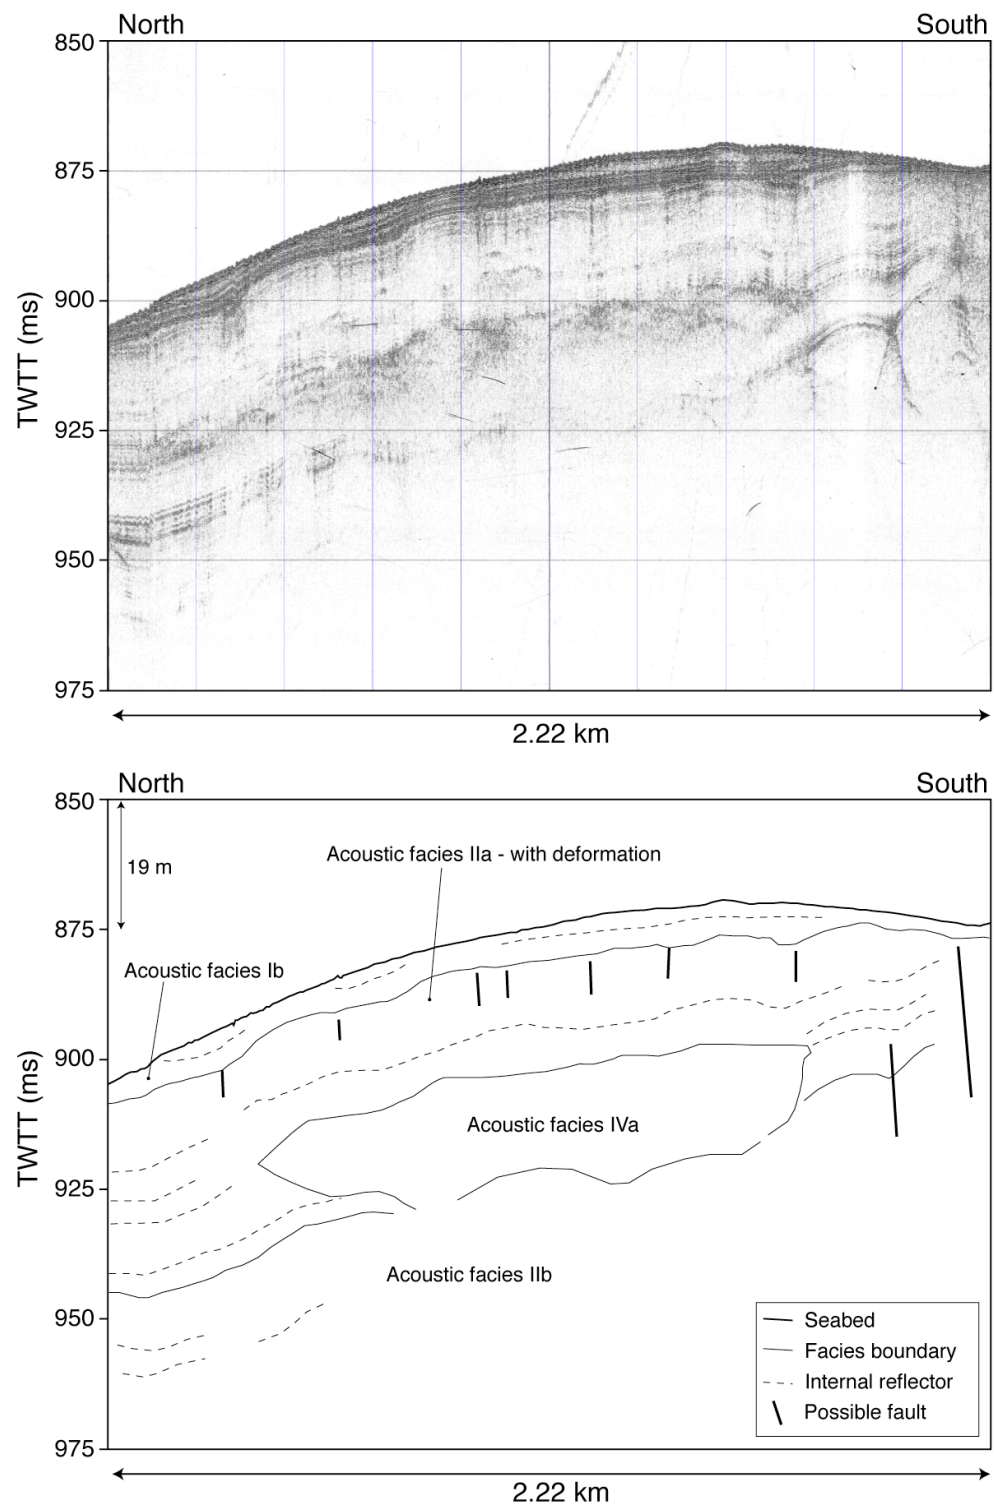 North
South
850
875
900
925
950
975
TWTT (ms)
2.22 km
North
South
850
19 m
Acoustic facies IIa - with deformation
875
Acoustic facies Ib
900
TWTT (ms)
Acoustic facies IVa
925
Acoustic facies IIb
950
Seabed
Facies boundary
Internal reflector
Possible fault
975
2.22 km